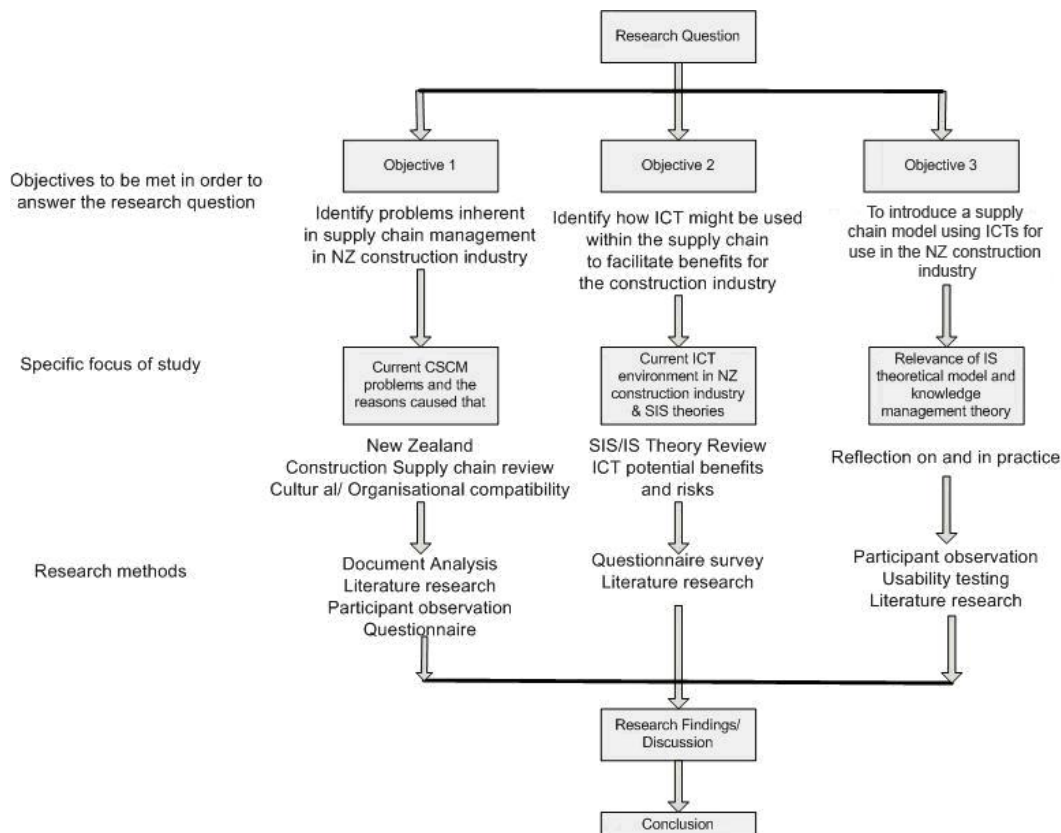 Research Question
Objectives to be met in order to
answer the research question
Objective 1
Objective 2
Objective 3
Identify problems inherent
in supply chain management
in NZ construction industry
Identify how ICT might be used
within the supply chain
to facilitate benefits for
the construction industry
To introduce a supply
chain model using ICTs for
use in the NZ construction
industry
Specific focus of study
Current CSCM
problems and the
reasons caused that
Current ICT
environment in NZ
construction industry
& SIS theories
Relevance of IS
theoretical model and
knowledge
management theory
New Zealand
Construction Supply chain review
Cultur al/ Organisational compatibility
SIS/IS Theory Review
ICT potential benefits
and risks
Reflection on and in practice
Research methods
Document Analysis
Literature research
Participant observation
Questionnaire
Questionnaire survey
Literature research
Participant observation
Usability testing
Literature research
Research Findings/
Discussion
Conclusion